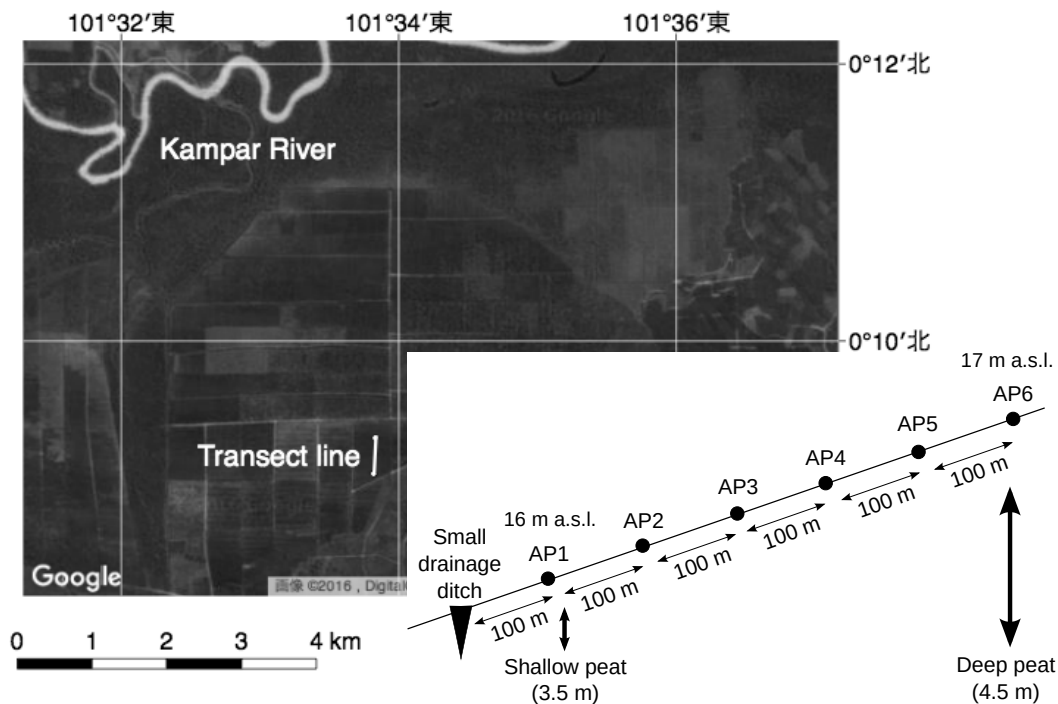 101°32′東
101°34′東
101°36′東
0°12′北
Kampar River
0°10′北
Transect line
Google
画像 ©2016 , Digital
0
1
2
3
4 km
17 m a.s.l.
AP6
AP5
AP4
AP3
AP2
16 m a.s.l.
AP1
Small
drainage
ditch
100 m
100 m
100 m
100 m
100 m
100 m
Shallow peat
(3.5 m)
Deep peat
(4.5 m)